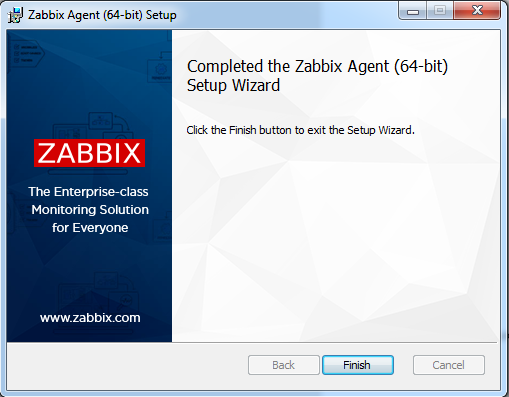 Zabbix Agent (64-bit) Setup
Completed the Zabbix Agent (64-bit)
Setup Wizard
Click the Finish button to exit the Setup Wizard.
ZABBIX
The Enterprise-class
Monitoring Solution
for Everyone
www.zabbix.com
Back
Finish
Cancel